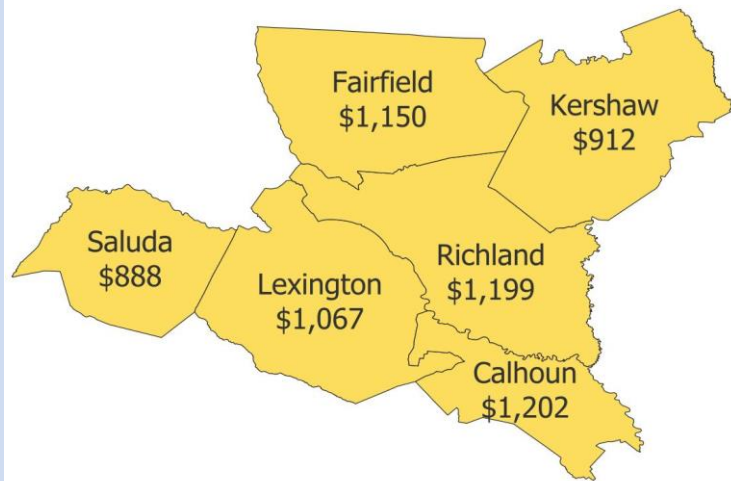 Fairfield
$1,150
Kershaw
$912
Saluda
$888
Lexington
$1,067
Richland
$1,199
Calhoun
$1,202